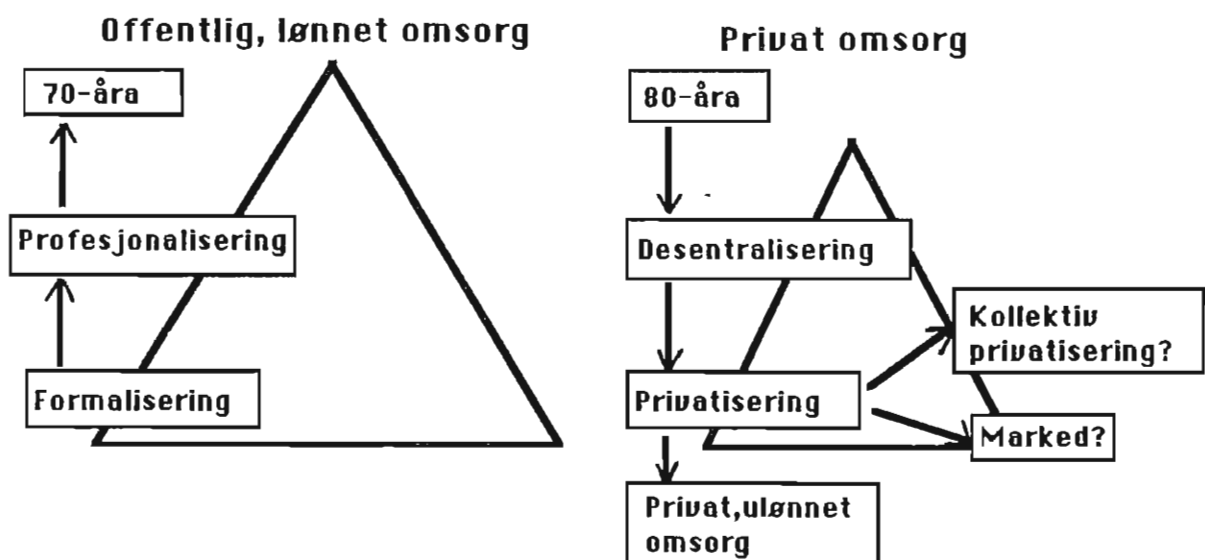 Offentlig, lønnet omsorg
70-åra
Profesjonalisering
Formalisering
Privat omsorg
80-åra
Desentralisering
Kollektiv
privatisering?
Privatisering
Marked?
Privat,ulønnet
omsorg